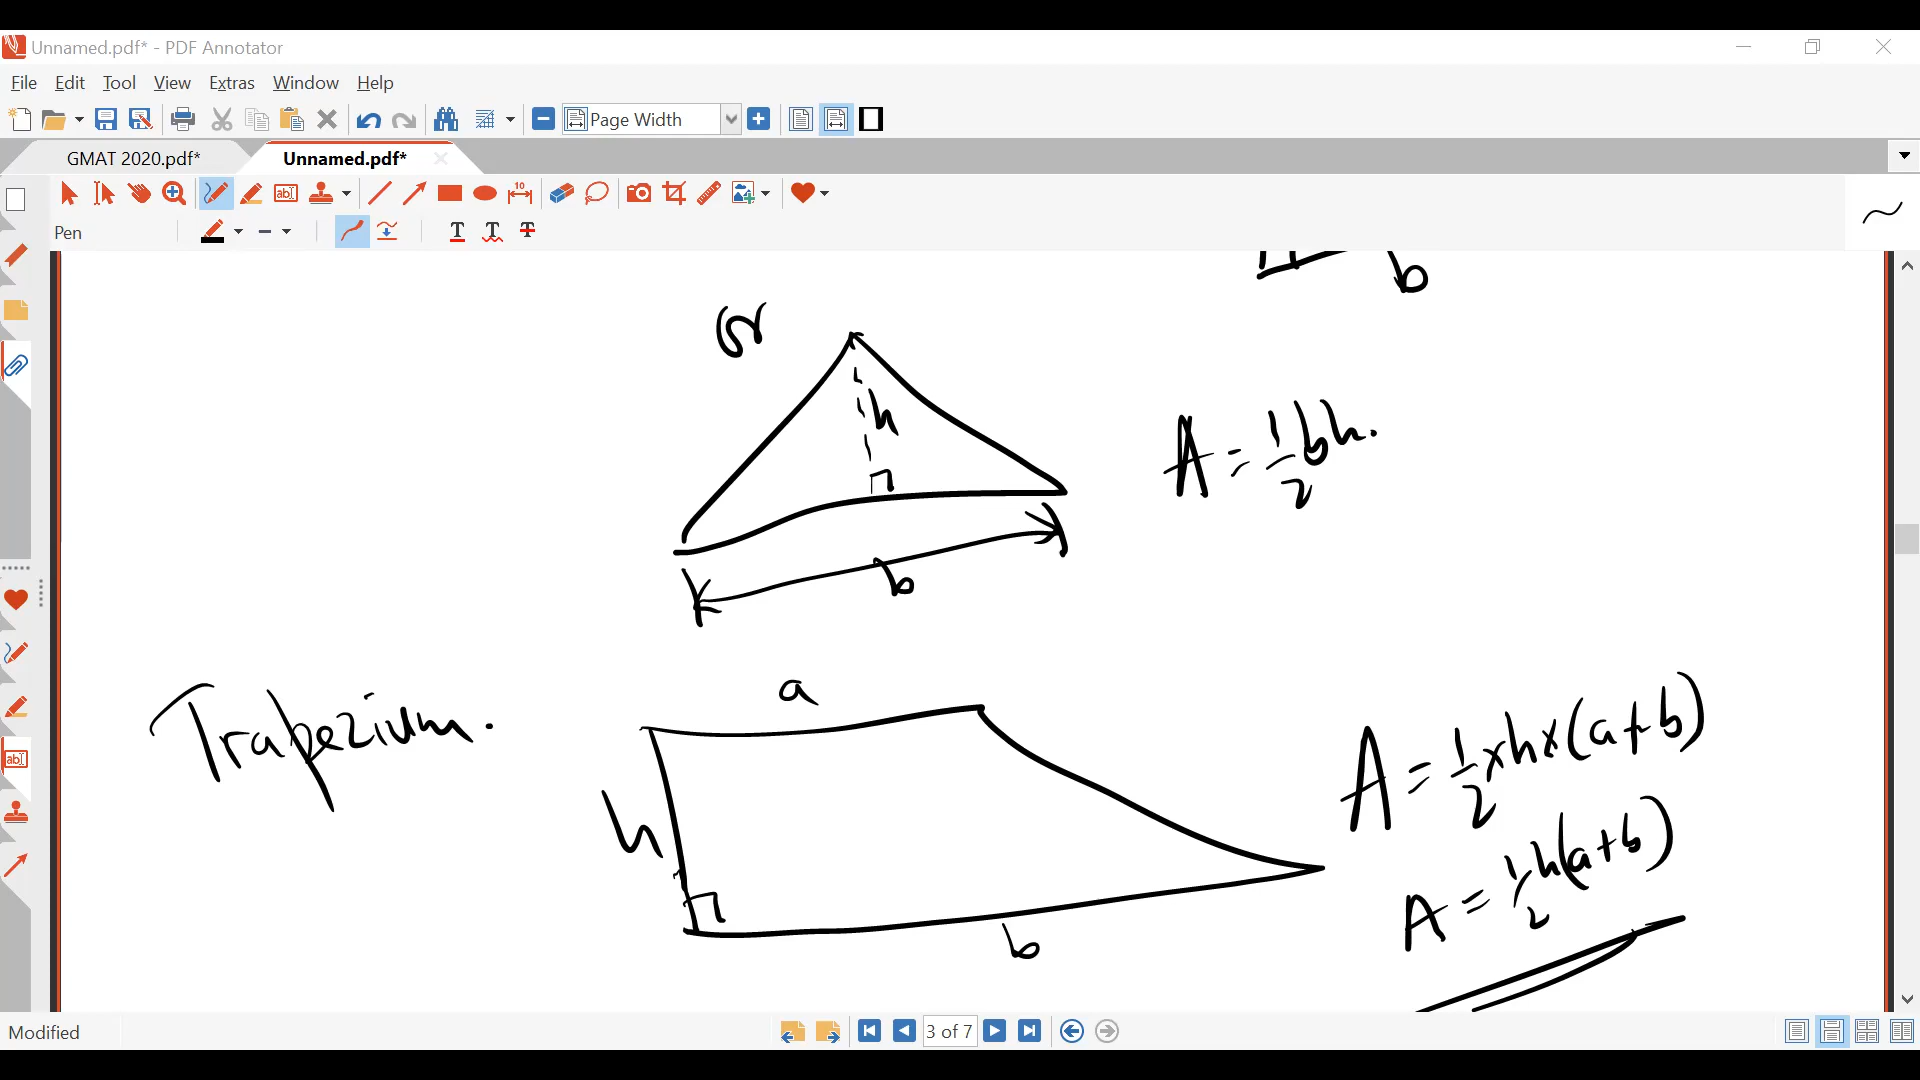 Unnamed.pdf* - PDF Annotator
File Edit Tool View Extras Window Help
Page Width
GMAT 2020.pdf* Unnamed.pdf*
Pen
b
or
h
A = 1/2 bh.
b
Trapezium.
a
h
b
A = 1/2 x h x (a+b)
A = 1/2 h(a+b)
Modified
3 of 7